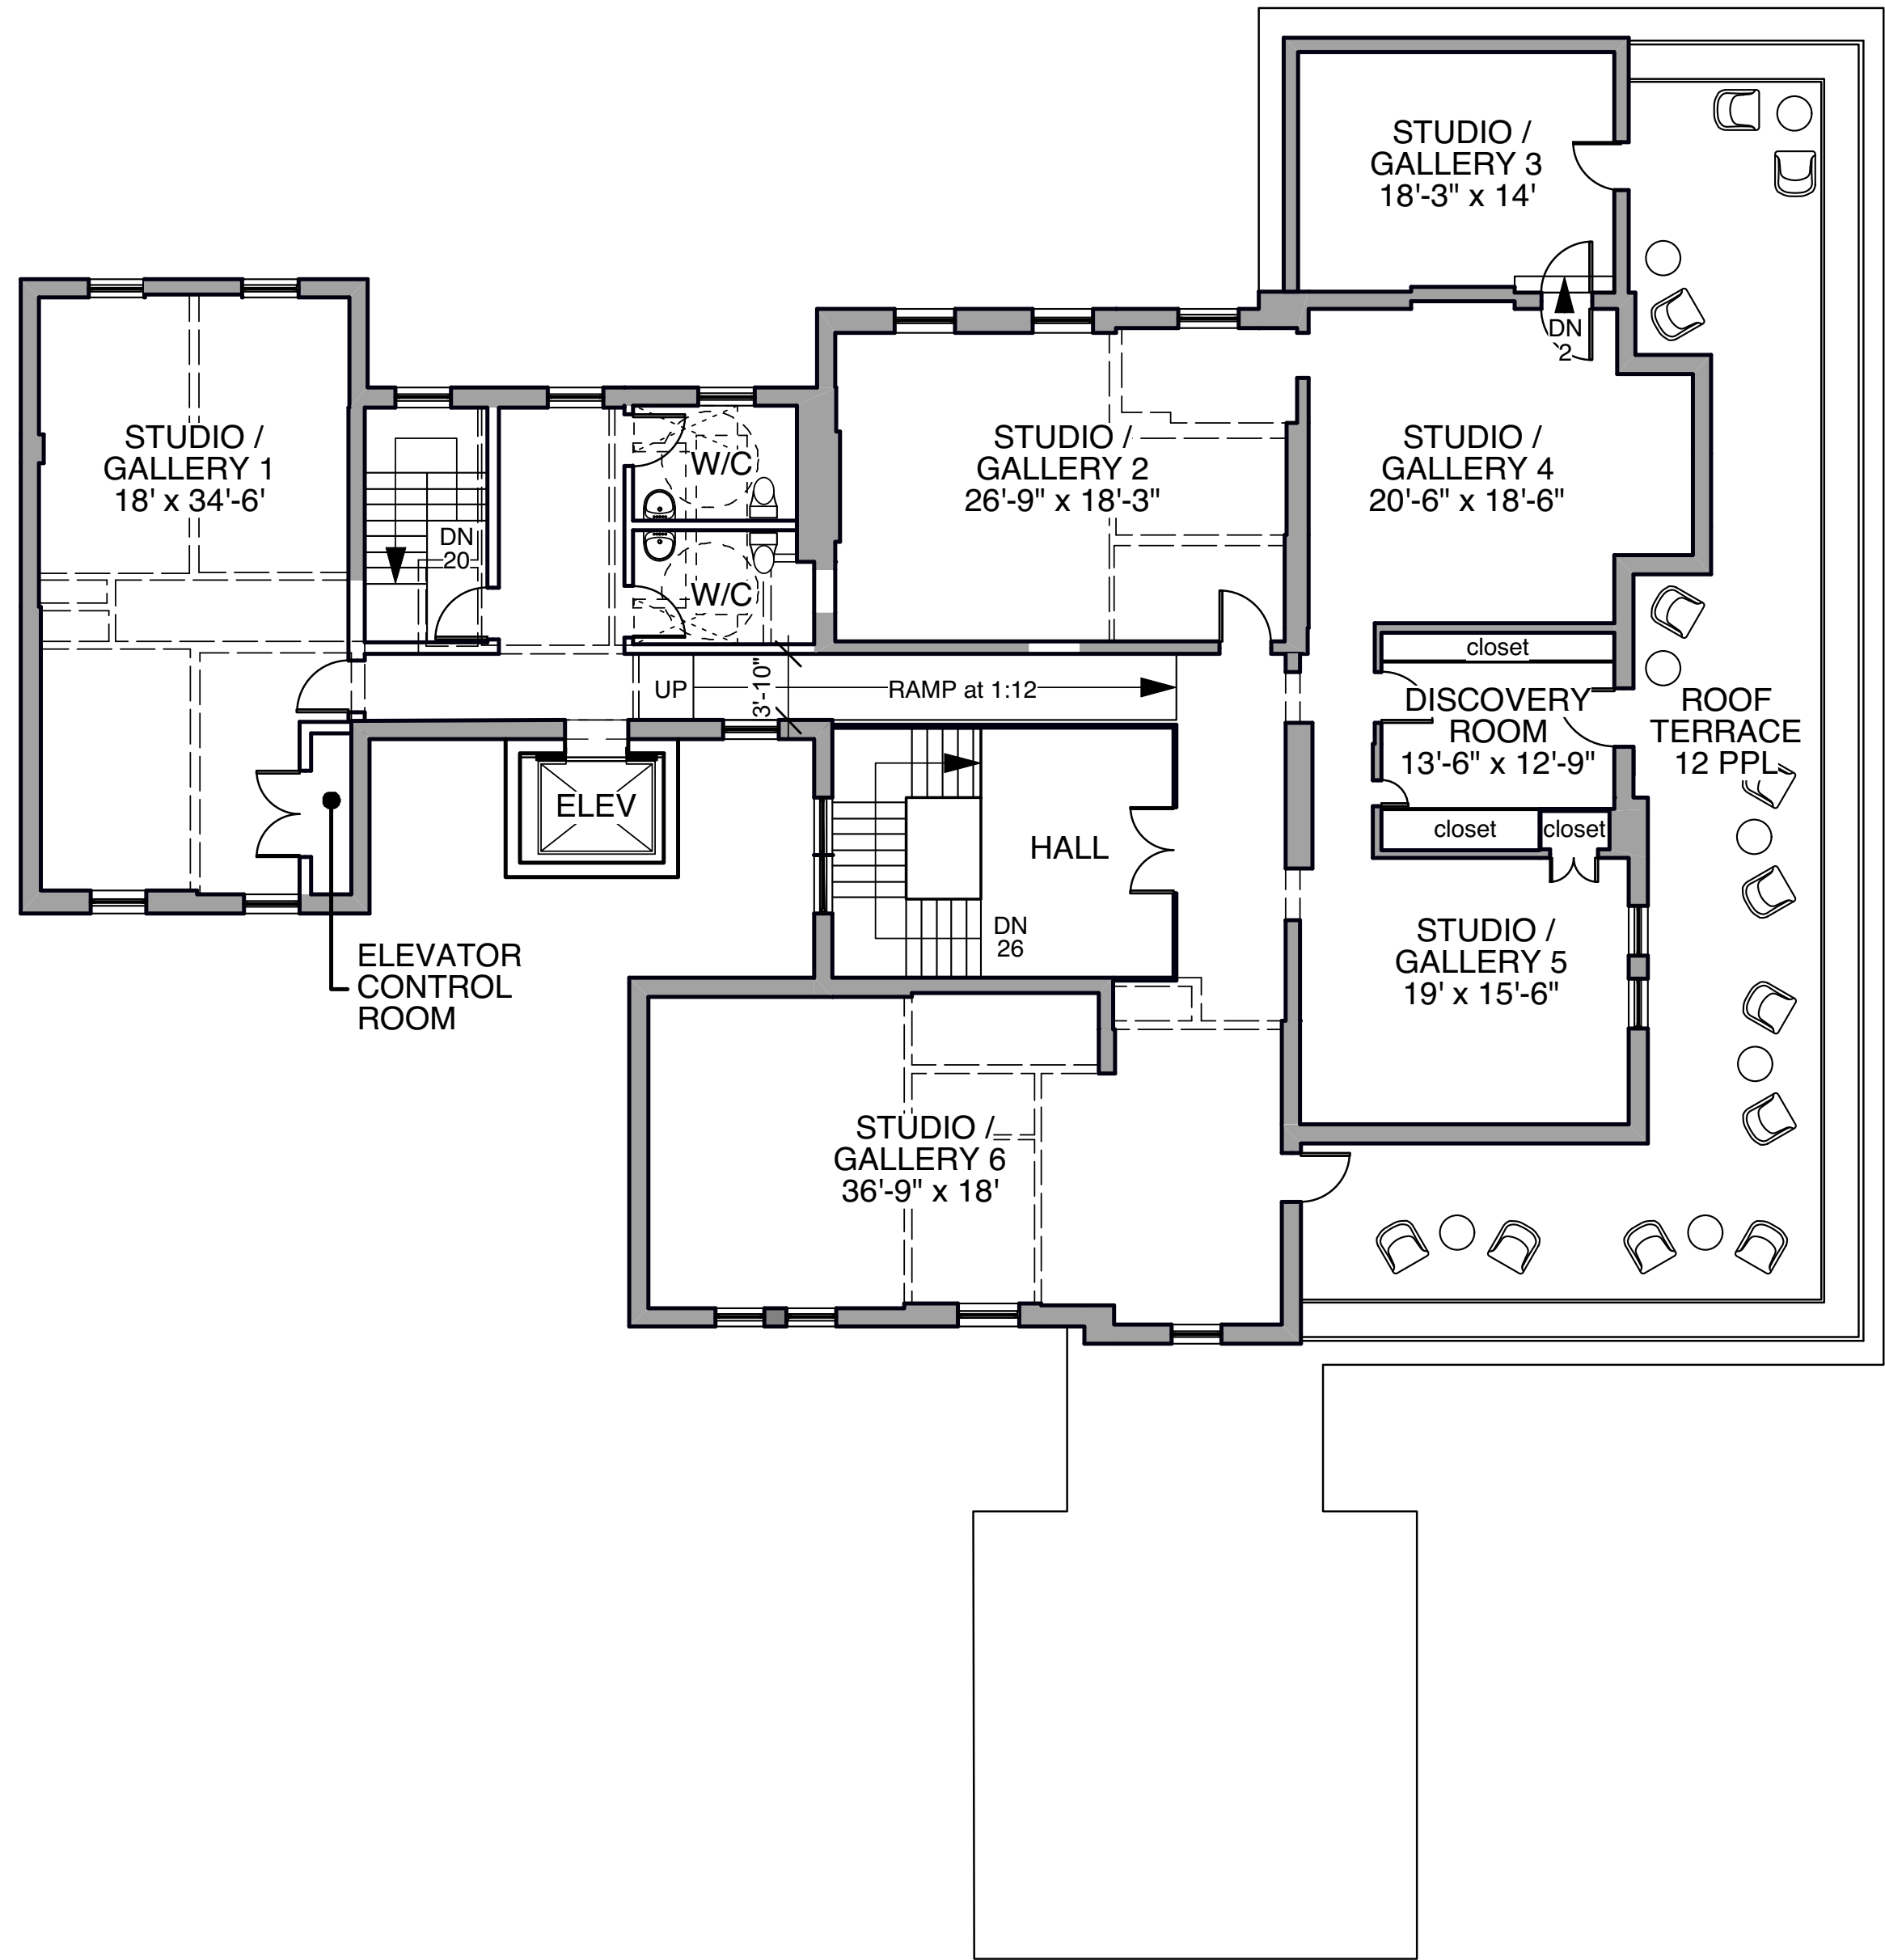 STUDIO /
GALLERY 3
18'-3" x 14'
DN
2
STUDIO /
GALLERY 1
18' x 34'-6'
DN
20
W/C
W/C
STUDIO /
GALLERY 2
26'-9" x 18'-3"
STUDIO /
GALLERY 4
20'-6" x 18'-6"
closet
UP
3'-10"
RAMP at 1:12
DISCOVERY
ROOM
13'-6" x 12'-9"
ROOF
TERRACE
12 PPL
ELEV
HALL
closet
closet
DN
26
ELEVATOR
CONTROL
ROOM
STUDIO /
GALLERY 5
19' x 15'-6"
STUDIO /
GALLERY 6
36'-9" x 18'